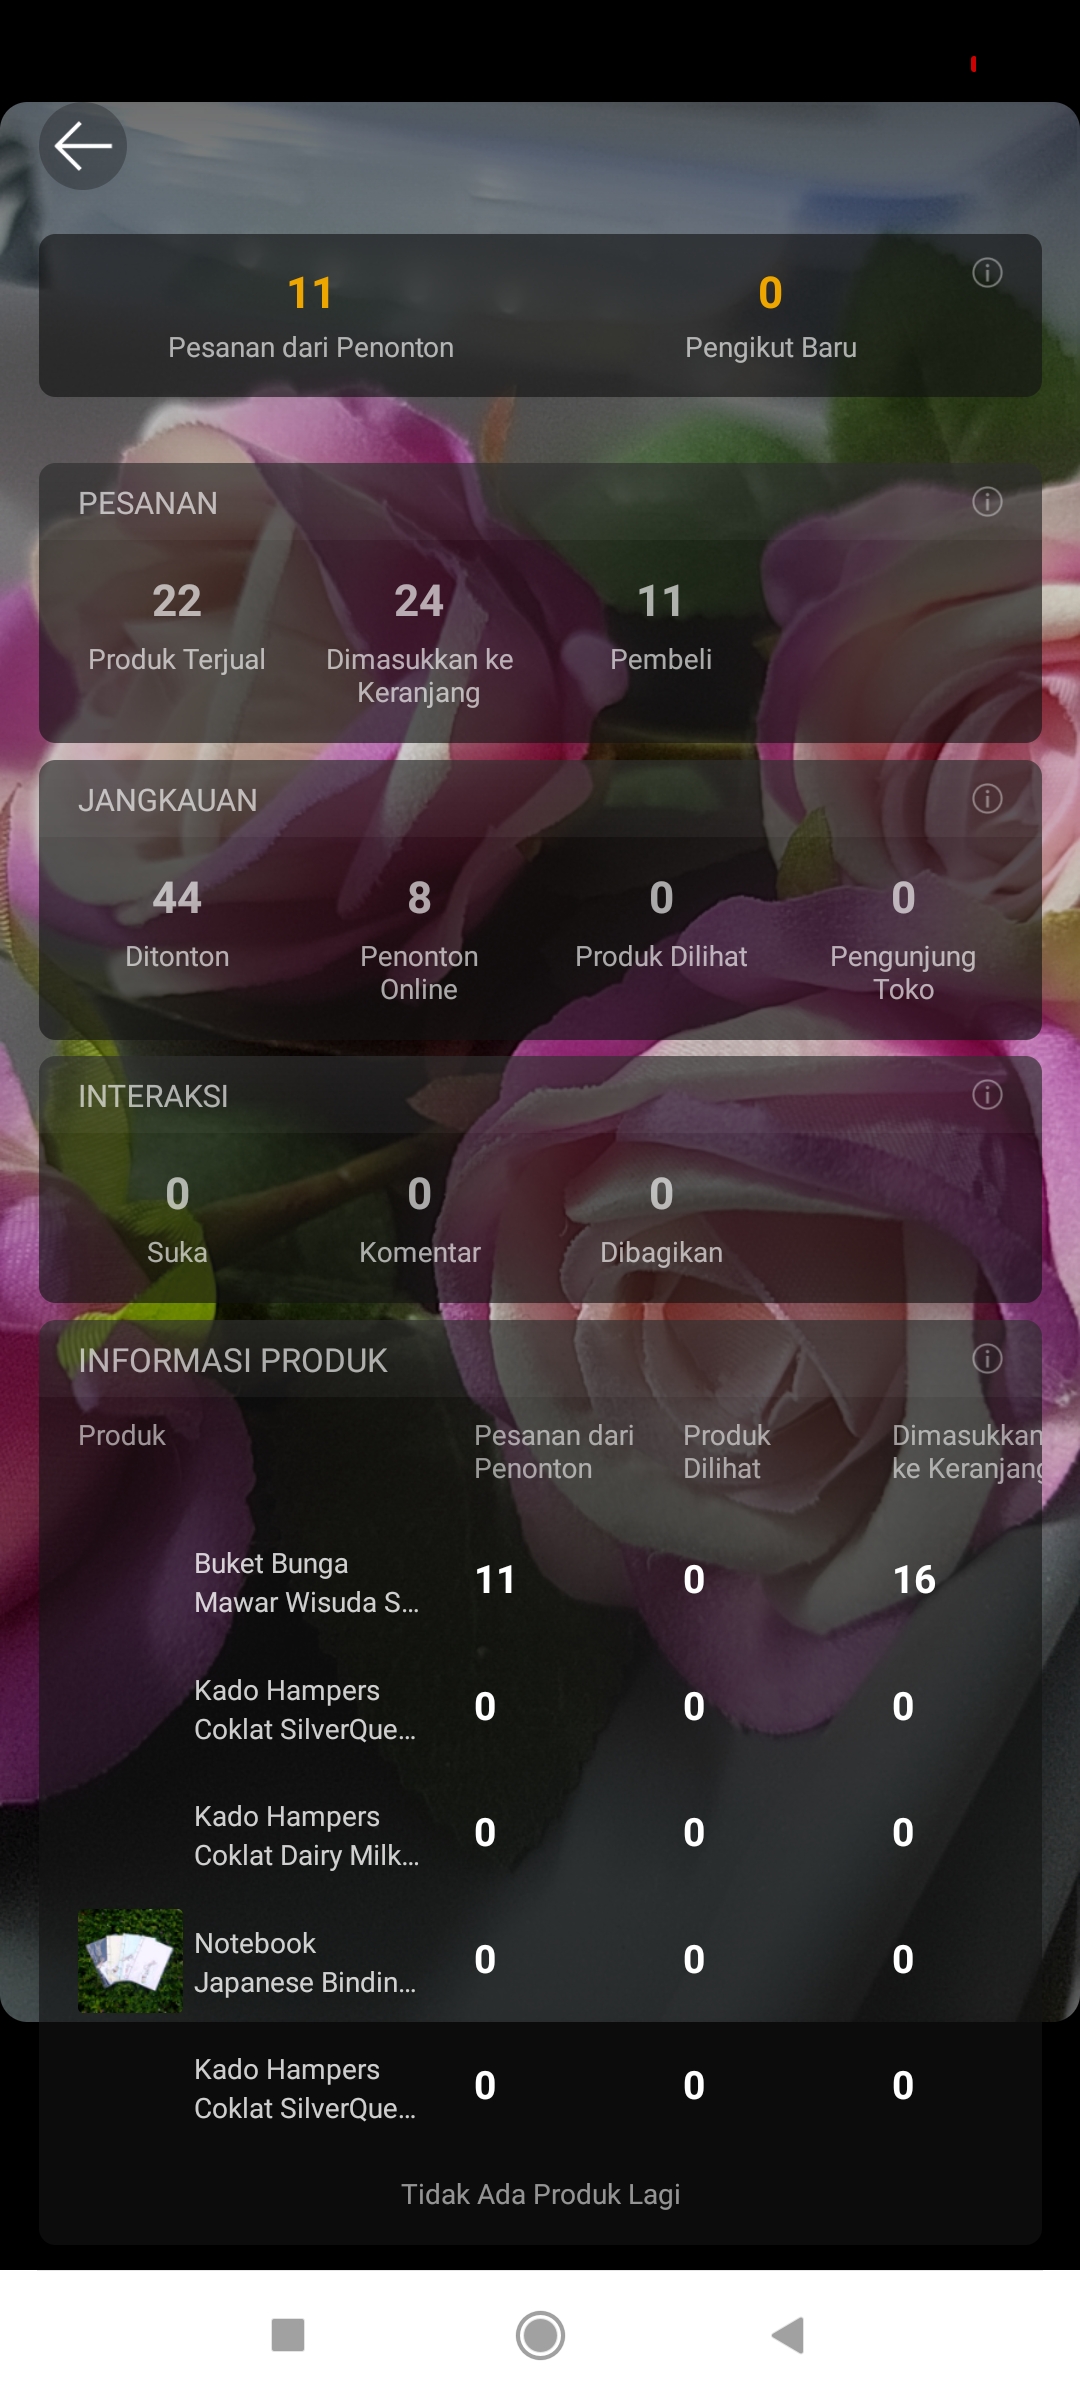 11
0
Pesanan dari Penonton
Pengikut Baru
PESANAN
22
24
11
Produk Terjual
Dimasukkan ke
Keranjang
Pembeli
JANGKAUAN
44
8
0
0
Ditonton
Penonton
Online
Produk Dilihat
Pengunjung
Toko
INTERAKSI
0
0
0
Suka
Komentar
Dibagikan
INFORMASI PRODUK
Produk
Pesanan dari
Penonton
Produk
Dilihat
Dimasukkan
ke Keranjang
Buket Bunga
Mawar Wisuda S...
11
0
16
Kado Hampers
Coklat SilverQue...
0
0
0
Kado Hampers
Coklat Dairy Milk...
0
0
0
Notebook
Japanese Bindin...
0
0
0
Kado Hampers
Coklat SilverQue...
0
0
0
Tidak Ada Produk Lagi